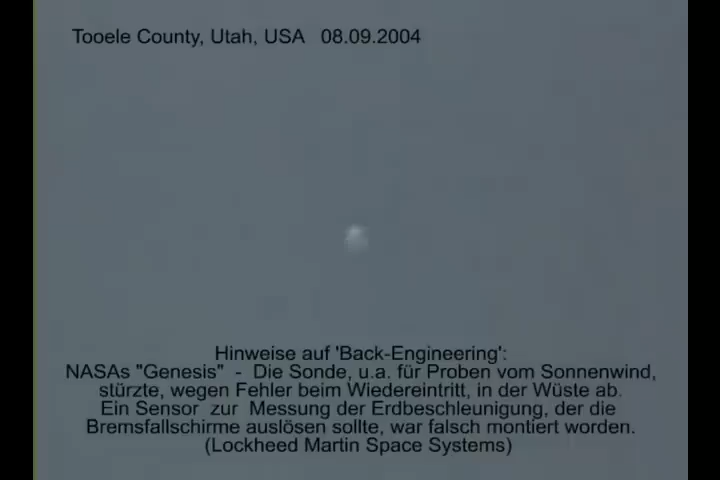 Tooele County, Utah, USA 08.09.2004
Hinweise auf 'Back-Engineering':
NASAs "Genesis" - Die Sonde, u.a. für Proben vom Sonnenwind,
stürzte, wegen Fehler beim Wiedereintritt, in der Wüste ab.
Ein Sensor zur Messung der Erdbeschleunigung, der die
Bremsfallschirme auslösen sollte, war falsch montiert worden.
(Lockheed Martin Space Systems)